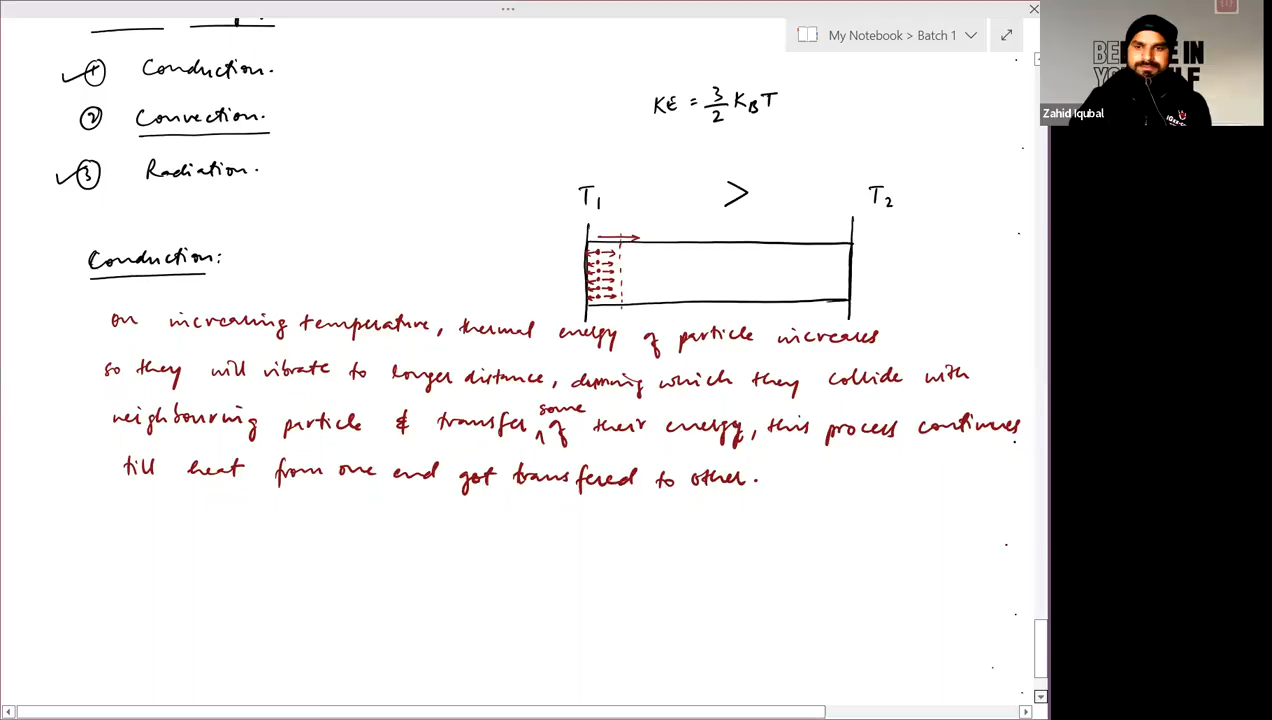 My Notebook > Batch 1
① Conduction.
② Convection.
③ Radiation.
KE = 3/2 KBT
T1 > T2
Conduction:
On increasing temperature, thermal energy of particle increases
so they will vibrate to longer distance, during which they collide with
neighbouring particle & transfer some of their energy, this process continues
till heat from one end got transfered to other.
BE IN
YOURSELF
Zahid Iqubal